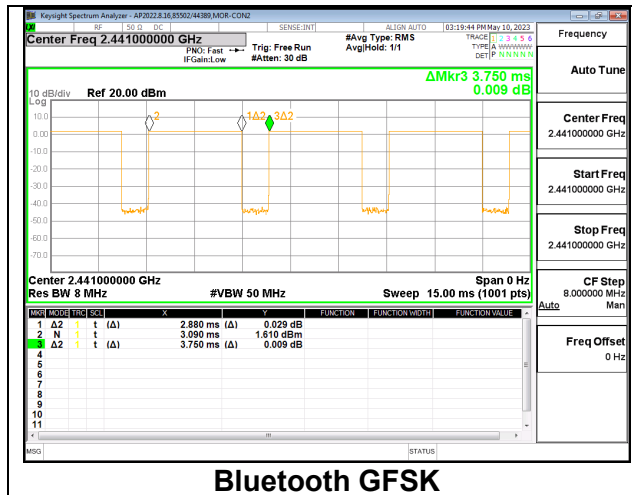 Keysight Spectrum Analyzer - AP2022.8.16,85502/44389,MOR-CON2
RF 50 Ω DC SENSE:INT ALIGN AUTO 03:19:44 PM May 10, 2023
Center Freq 2.441000000 GHz
PNO: Fast
IFGain:Low
Trig: Free Run
#Atten: 30 dB
#Avg Type: RMS
Avg|Hold: 1/1
TRACE 1 2 3 4 5 6
TYPE A WWWWW
DET P N N N N N
Frequency
ΔMkr3 3.750 ms
0.009 dB
10 dB/div Ref 20.00 dBm
Log
10.0
0.00
-10.0
-20.0
-30.0
-40.0
-50.0
-60.0
-70.0
2 1Δ2 3Δ2
Center 2.441000000 GHz Span 0 Hz
Res BW 8 MHz #VBW 50 MHz Sweep 15.00 ms (1001 pts)
MKR MODE TRC SCL X Y FUNCTION FUNCTION WIDTH FUNCTION VALUE
1 Δ2 1 t (Δ) 2.880 ms (Δ) 0.029 dB
2 N 1 t 3.090 ms 1.610 dBm
3 Δ2 1 t (Δ) 3.750 ms (Δ) 0.009 dB
4
5
6
7
8
9
10
11
MSG STATUS
Auto Tune
Center Freq
2.441000000 GHz
Start Freq
2.441000000 GHz
Stop Freq
2.441000000 GHz
CF Step
8.000000 MHz
Auto Man
Freq Offset
0 Hz
Bluetooth GFSK